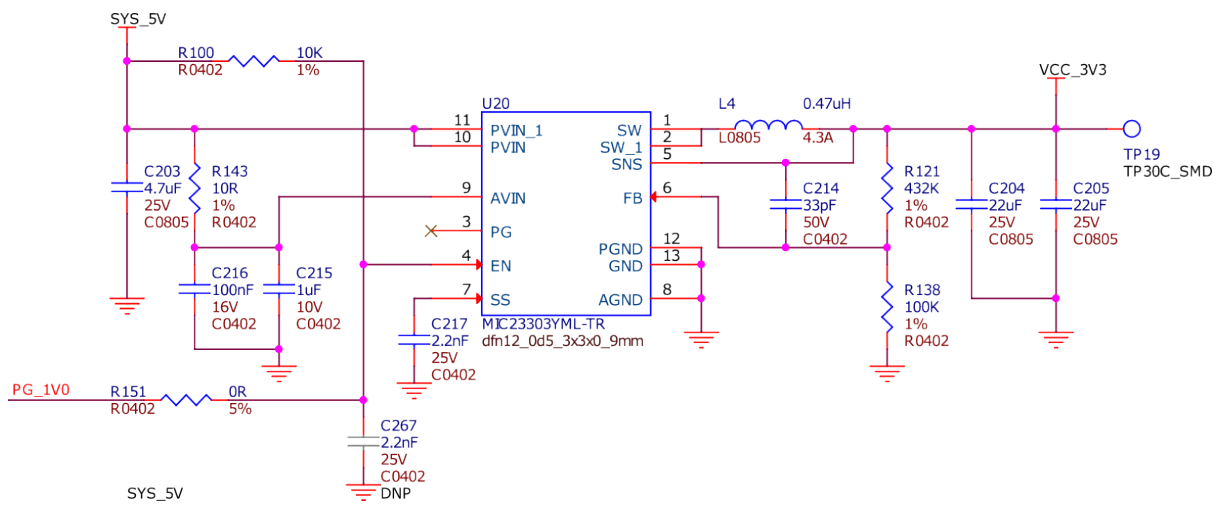 SYS_5V
R100 10K
R0402 1%
VCC_3V3
U20
L4 0.47uH
L0805 4.3A
11 PVIN_1 SW 1
10 PVIN SW_1 2
SNS 5
TP19
TP30C_SMD
C203
4.7uF
25V
C0805
R143
10R
1%
R0402
9 AVIN
FB 6
C214
33pF
50V
C0402
R121
432K
1%
R0402
C204
22uF
25V
C0805
C205
22uF
25V
C0805
3 PG
PGND 12
4 EN
GND 13
7 SS
AGND 8
C216
100nF
16V
C0402
C215
1uF
10V
C0402
R138
100K
1%
R0402
MIC23303YML-TR
dfn12_0d5_3x3x0_9mm
C217
2.2nF
25V
C0402
PG_1V0
R151 0R
R0402 5%
C267
2.2nF
25V
C0402
DNP
SYS_5V